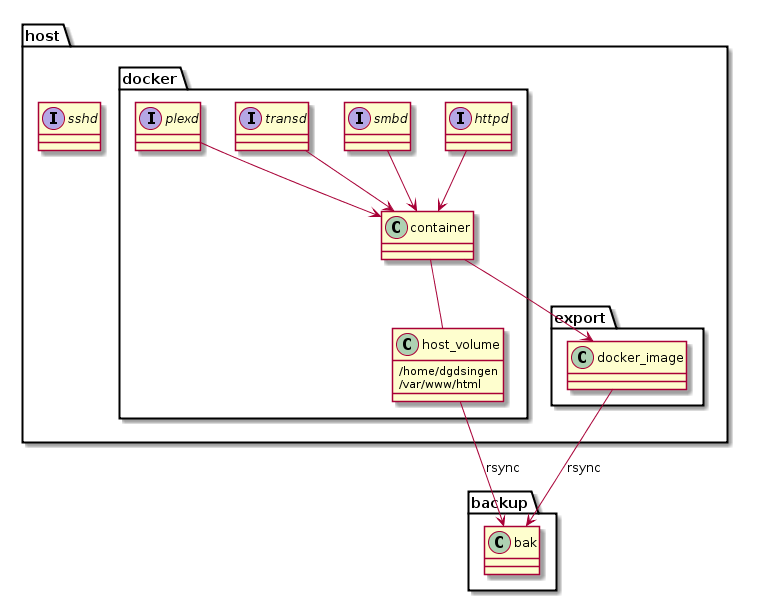 host
docker
I sshd
I plexd
I transd
I smbd
I httpd
C container
export
C host_volume
/home/dgdsingen
/var/www/html
C docker_image
rsync
rsync
backup
C bak